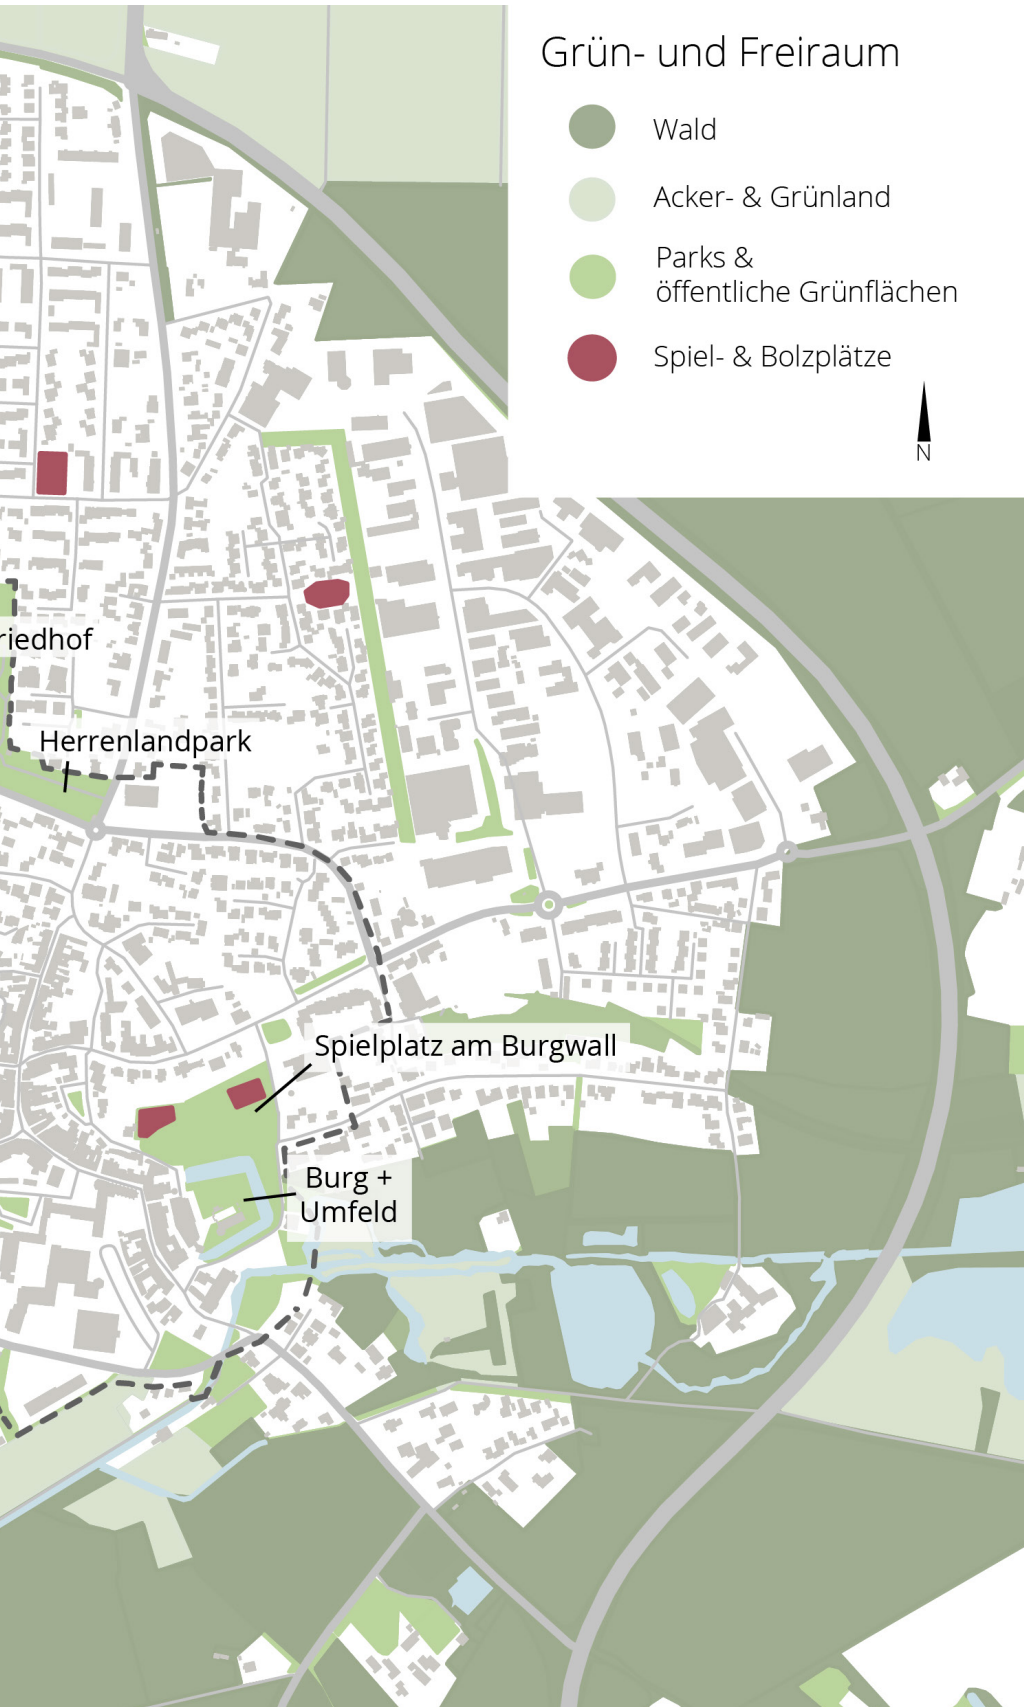 Grün- und Freiraum
Wald
Acker- & Grünland
Parks &
öffentliche Grünflächen
Spiel- & Bolzplätze
N
riedhof
Herrenlandpark
Spielplatz am Burgwall
Burg +
Umfeld